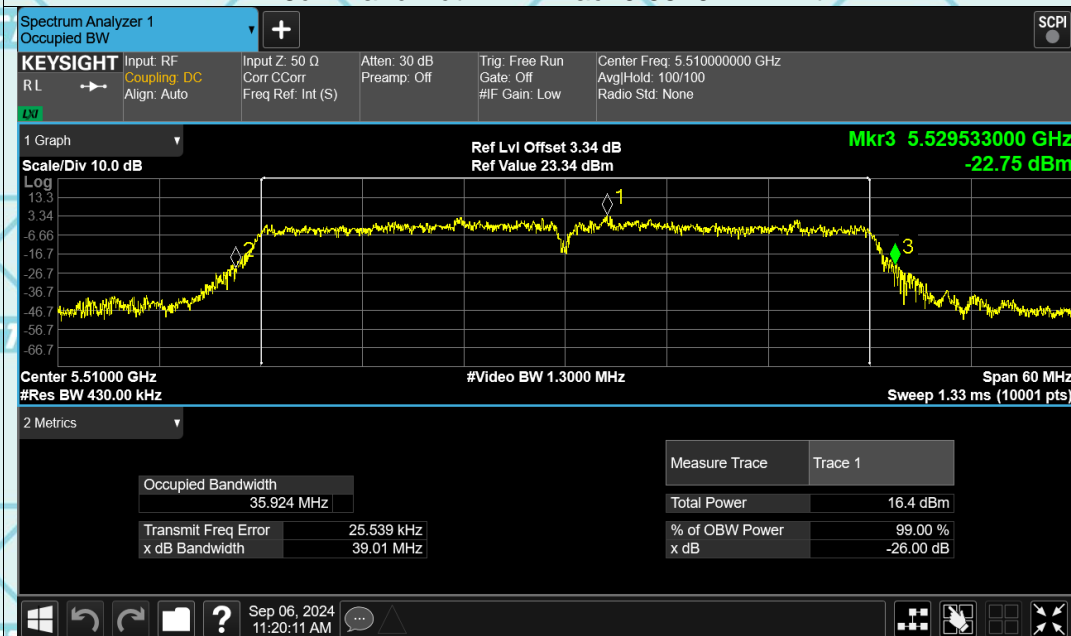 Spectrum Analyzer 1
Occupied BW
+
SCPI
KEYSIGHT
RL
LXI
Input: RF
Coupling: DC
Align: Auto
Input Z: 50 Ω
Corr CCorr
Freq Ref: Int (S)
Atten: 30 dB
Preamp: Off
Trig: Free Run
Gate: Off
#IF Gain: Low
Center Freq: 5.510000000 GHz
Avg|Hold: 100/100
Radio Std: None
1 Graph
Scale/Div 10.0 dB
Ref Lvl Offset 3.34 dB
Ref Value 23.34 dBm
Mkr3 5.529533000 GHz
-22.75 dBm
Log
13.3
3.34
-6.66
-16.7
-26.7
-36.7
-46.7
-56.7
-66.7
1
2
3
Center 5.51000 GHz
#Video BW 1.3000 MHz
Span 60 MHz
#Res BW 430.00 kHz
Sweep 1.33 ms (10001 pts)
2 Metrics
Occupied Bandwidth
35.924 MHz
Transmit Freq Error 25.539 kHz
x dB Bandwidth 39.01 MHz
Measure Trace Trace 1
Total Power 16.4 dBm
% of OBW Power 99.00 %
x dB -26.00 dB
?
Sep 06, 2024
11:20:11 AM